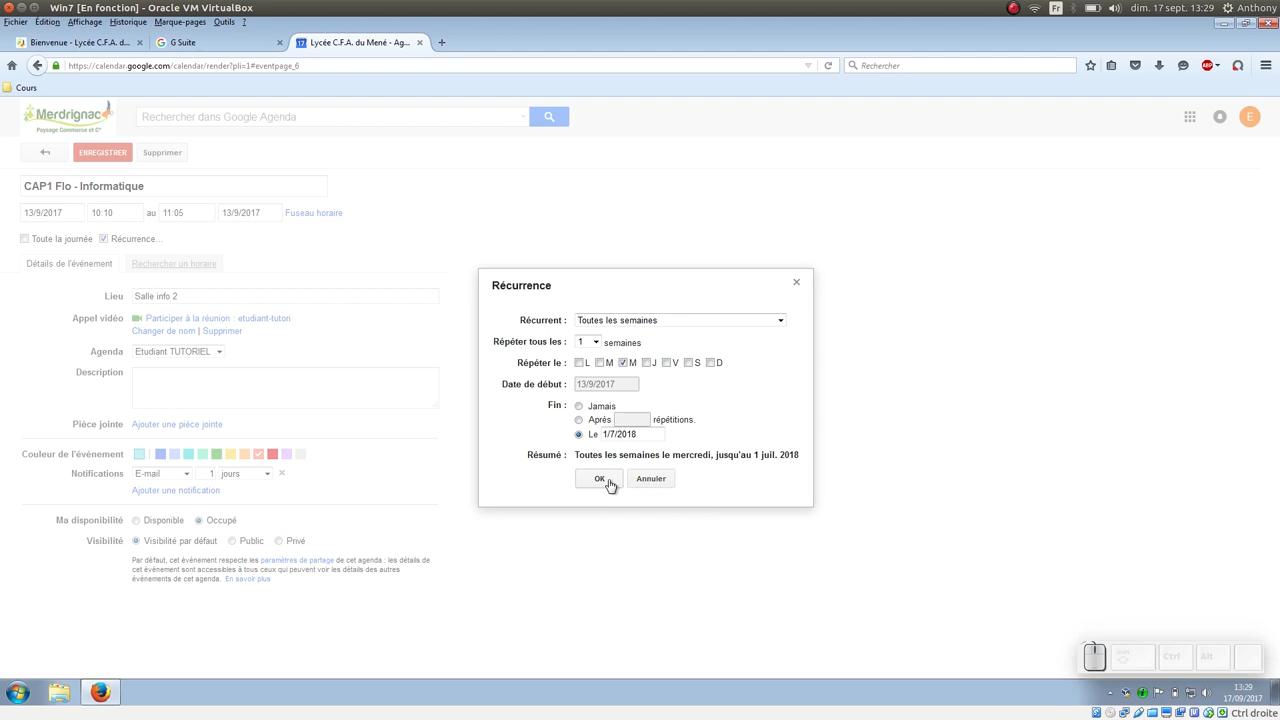 Win7 [En fonction] - Oracle VM VirtualBox
Fr
dim. 17 sept. 13:29
Anthony
Fichier Édition Affichage Historique Marque-pages Outils ?
Bienvenue - Lycée C.F.A. d... ×
G Suite ×
17 Lycée C.F.A. du Mené - Ag... ×
https://calendar.google.com/calendar/render?pli=1#eventpage_6
Rechercher
ABP
Cours
Merdrignac
Paysage Commerce et Cie
Rechercher dans Google Agenda
E
ENREGISTRER
Supprimer
CAP1 Flo - Informatique
13/9/2017 10:10 au 11:05 13/9/2017 Fuseau horaire
Toute la journée Récurrence...
Détails de l'événement Rechercher un horaire
Lieu Salle info 2
Appel vidéo Participer à la réunion : etudiant-tutori
Changer de nom | Supprimer
Agenda Etudiant TUTORIEL
Description
Pièce jointe Ajouter une pièce jointe
Couleur de l'événement
Notifications E-mail 1 jours ×
Ajouter une notification
Ma disponibilité Disponible Occupé
Visibilité Visibilité par défaut Public Privé
Par défaut, cet événement respecte les paramètres de partage de cet agenda : les détails de
cet événement sont accessibles à tous ceux qui peuvent voir les détails des autres
événements de cet agenda. En savoir plus
Récurrence ×
Récurrent : Toutes les semaines
Répéter tous les : 1 semaines
Répéter le : L M M J V S D
Date de début : 13/9/2017
Fin : Jamais
Après répétitions.
Le 1/7/2018
Résumé : Toutes les semaines le mercredi, jusqu'au 1 juil. 2018
OK Annuler
Ctrl Alt
13:29
17/09/2017
Ctrl droite